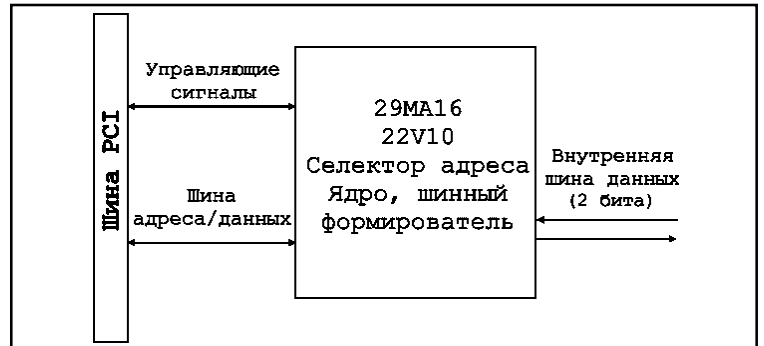 Шина PCI
Управляющие
сигналы
Шина
адреса/данных
29MA16
22V10
Селектор адреса
Ядро, шинный
формирователь
Внутренняя
шина данных
(2 бита)